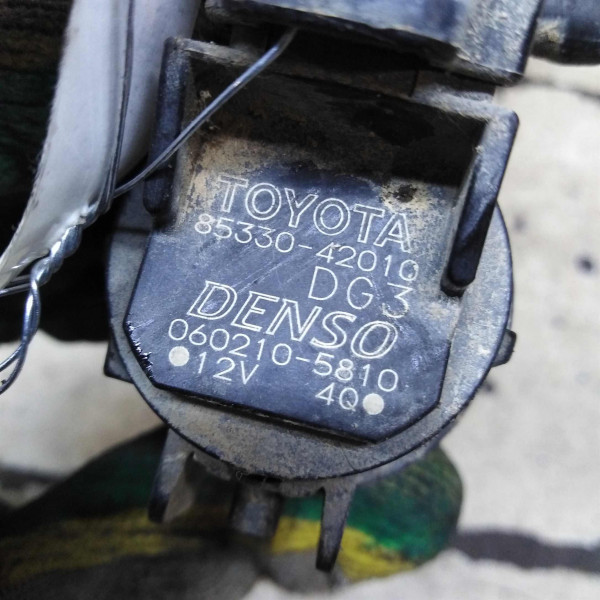 TOYOTA
85330-42010
DG3
DENSO
060210-5810
12V 4Q